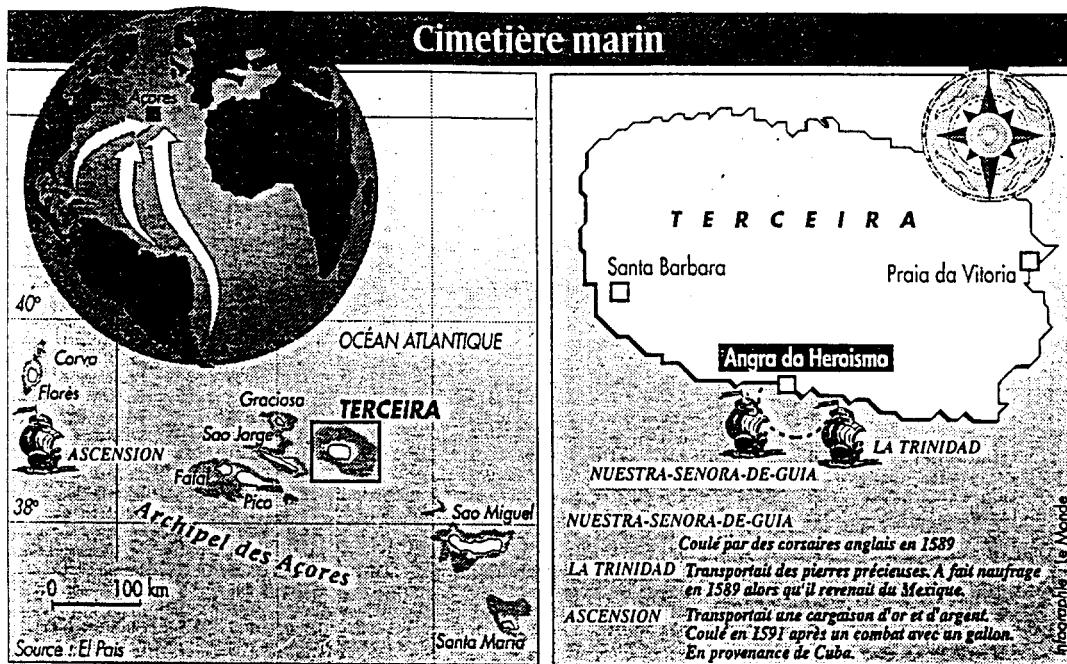 Cimetière marin
Açores
40°
OCÉAN ATLANTIQUE
Corvo
Florès
ASCENSION
Graciosa
TERCEIRA
Sao Jorge
Faial
Pico
38°
Sao Miguel
Archipel des Açores
0 100 km
Santa Maria
Source : El Pais
TERCEIRA
Santa Barbara
Praia da Vitoria
Angra do Heroismo
LA TRINIDAD
NUESTRA-SENORA-DE-GUIA
NUESTRA-SENORA-DE-GUIA
Coulé par des corsaires anglais en 1589
LA TRINIDAD Transportait des pierres précieuses. A fait naufrage
en 1589 alors qu'il revenait du Mexique.
ASCENSION Transportait une cargaison d'or et d'argent.
Coulé en 1591 après un combat avec un gallon.
En provenance de Cuba.
Infographie : Le Monde